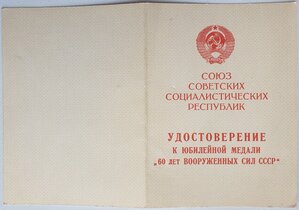 СОЮЗ
СОВЕТСКИХ
СОЦИАЛИСТИЧЕСКИХ
РЕСПУБЛИК
УДОСТОВЕРЕНИЕ
К ЮБИЛЕЙНОЙ МЕДАЛИ
„60 ЛЕТ ВООРУЖЕННЫХ СИЛ СССР“